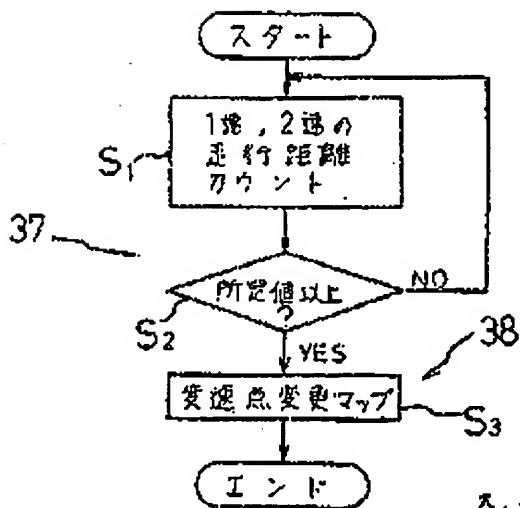 スタート
1速,2速の
走行距離
カウント
S1
37
所定値以上
?
NO
S2
YES
38
変速点変更マップ
S3
エンド